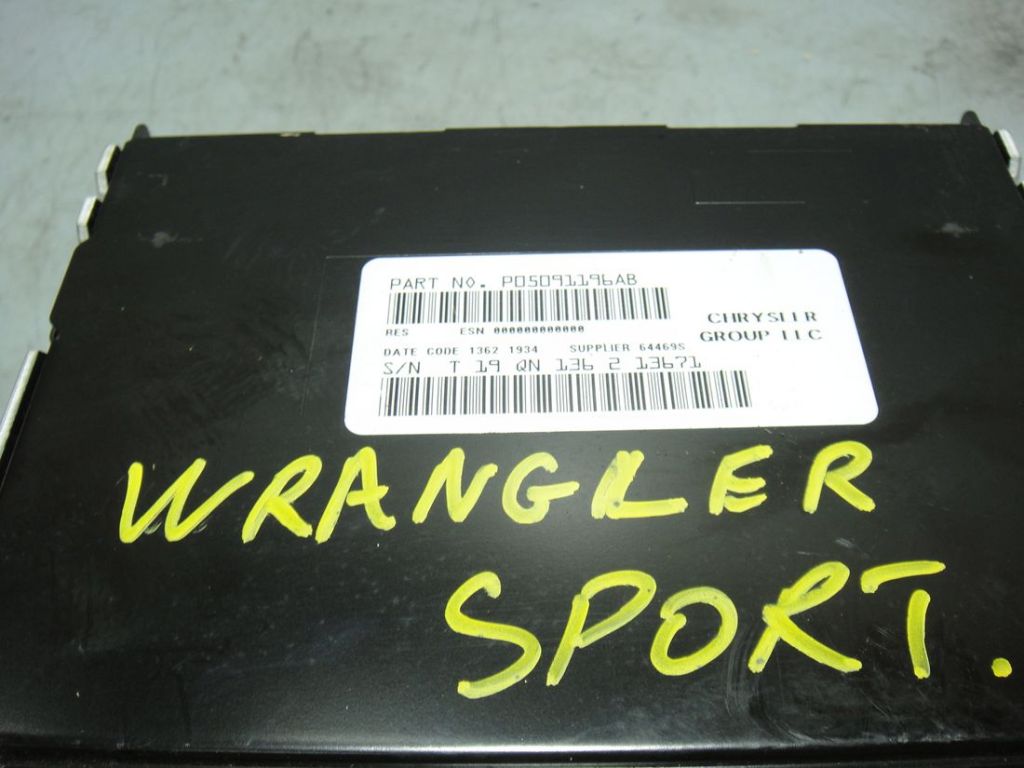 PART NO. P05091196AB
RES ESN 000000000000
CHRYSLER
GROUP LLC
DATE CODE 1362 1934 SUPPLIER 64469S
S/N T 19 QN 136 2 13671
WRANGLER
SPORT.